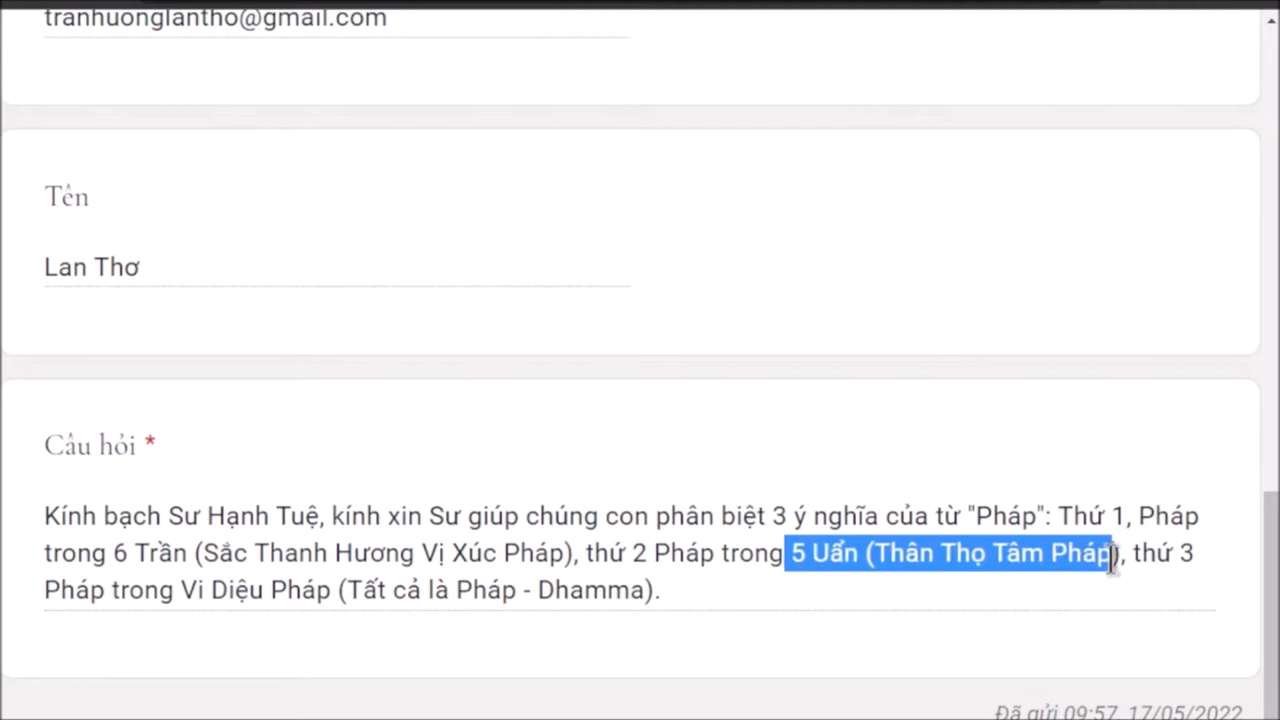 tranhuonglantho@gmail.com
Tên
Lan Thơ
Câu hỏi *
Kính bạch Sư Hạnh Tuệ, kính xin Sư giúp chúng con phân biệt 3 ý nghĩa của từ "Pháp": Thứ 1, Pháp
trong 6 Trần (Sắc Thanh Hương Vị Xúc Pháp), thứ 2 Pháp trong 5 Uẩn (Thân Thọ Tâm Pháp), thứ 3
Pháp trong Vi Diệu Pháp (Tất cả là Pháp - Dhamma).
Đã gửi 09:57, 17/05/2022